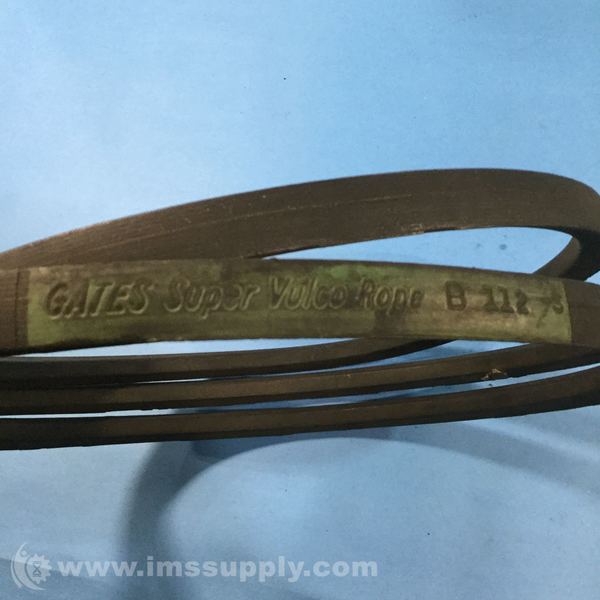 GATES Super Vulco Rope B 112
www.imssupply.com